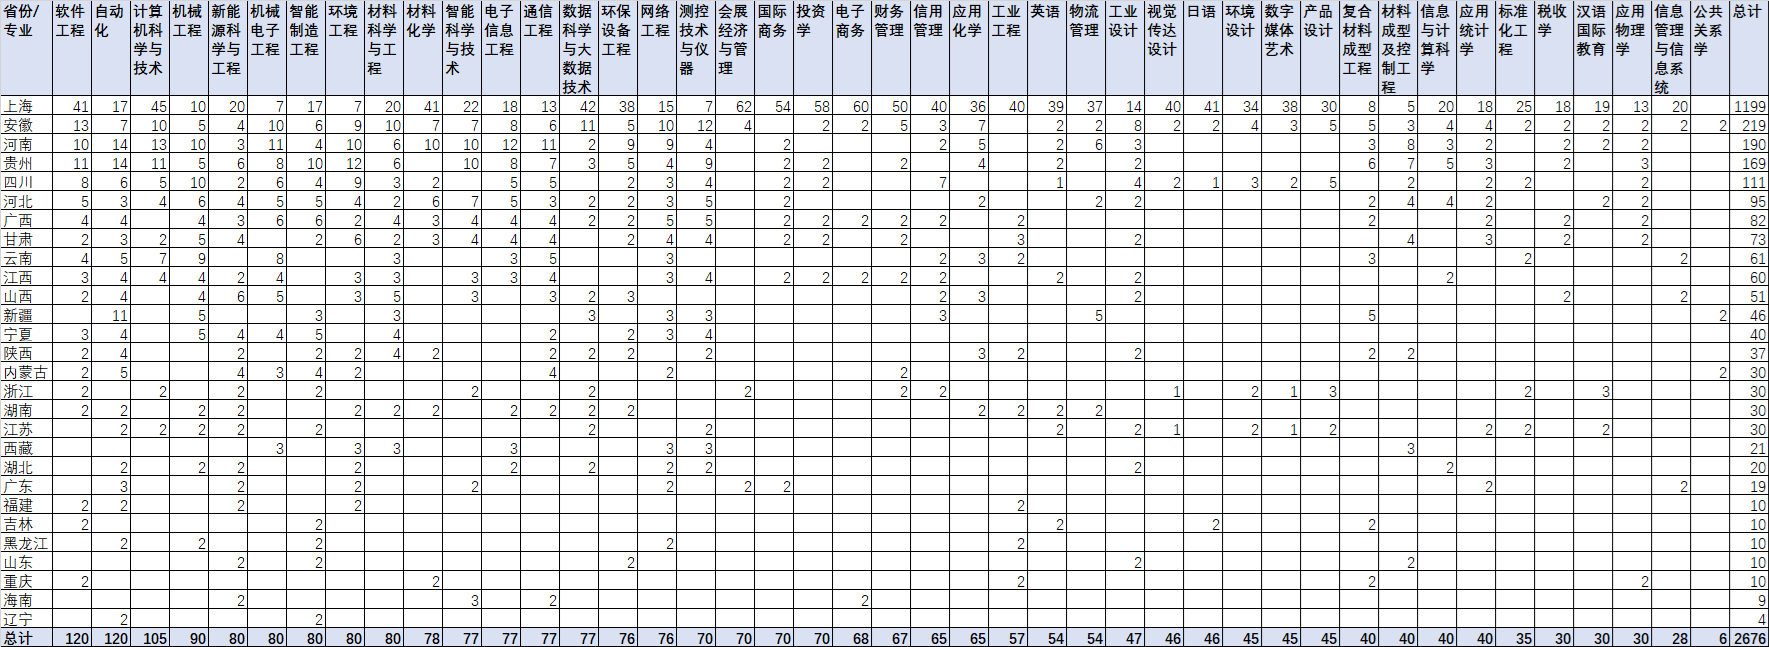 省份/专业 软件工程 自动化 计算机科学与技术 机械工程 新能源科学与工程 机械电子工程 智能制造工程 环境工程 材料科学与工程 材料化学 智能科学与技术 电子信息工程 通信工程 数据科学与大数据技术 环保设备工程 网络工程 测控技术与仪器 会展经济与管理 国际商务 投资学 电子商务 财务管理 信用管理 应用化学 工业工程 英语 物流管理 工业设计 视觉传达设计 日语 环境设计 数字媒体艺术 产品设计 复合材料成型工程 材料成型及控制工程 信息与计算科学 应用统计学 标准化工程 税收学 汉语国际教育 应用物理学 信息管理与信息系统 公共关系学 总计
上海 41 17 45 10 20 7 17 7 20 41 22 18 13 42 38 15 7 62 54 58 60 50 40 36 40 39 37 14 40 41 34 38 30 8 5 20 18 25 18 19 13 20 1199
安徽 13 7 10 5 4 10 6 9 10 7 7 8 6 11 5 10 12 4 2 2 5 3 7 2 2 8 2 2 4 3 5 5 3 4 4 2 2 2 2 2 2 219
河南 10 14 13 10 3 11 4 10 6 10 10 12 11 2 9 9 4 2 2 5 2 6 3 3 8 3 2 2 2 2 190
贵州 11 14 11 5 6 8 10 12 6 10 8 7 3 5 4 9 2 2 2 4 2 2 6 7 5 3 2 3 169
四川 8 6 5 10 2 6 4 9 3 2 5 5 2 3 4 2 2 7 1 4 2 1 3 2 5 2 2 2 2 111
河北 5 3 4 6 4 5 5 4 2 6 7 5 3 2 2 3 5 2 2 2 2 2 4 4 2 2 2 95
广西 4 4 4 3 6 6 2 4 3 4 4 4 2 2 5 5 2 2 2 2 2 2 2 2 2 2 82
甘肃 2 3 2 5 4 2 6 2 3 4 4 4 2 4 4 2 2 2 3 2 4 3 2 2 73
云南 4 5 7 9 8 3 3 5 3 2 3 2 3 2 2 61
江西 3 4 4 4 2 4 3 3 3 3 4 3 4 2 2 2 2 2 2 2 2 60
山西 2 4 4 6 5 3 5 3 3 2 3 2 3 2 2 2 51
新疆 11 5 3 3 3 3 3 3 5 5 2 46
宁夏 3 4 5 4 4 5 4 2 2 3 4 40
陕西 2 4 2 2 2 4 2 2 2 2 2 3 2 2 2 2 37
内蒙古 2 5 4 3 4 2 4 2 2 2 30
浙江 2 2 2 2 2 2 2 2 2 1 2 1 3 2 3 30
湖南 2 2 2 2 2 2 2 2 2 2 2 2 2 2 2 30
江苏 2 2 2 2 2 2 2 2 2 1 2 1 2 2 2 2 30
西藏 3 3 3 3 3 3 3 21
湖北 2 2 2 2 2 2 2 2 2 2 20
广东 3 2 2 2 2 2 2 2 2 19
福建 2 2 2 2 2 10
吉林 2 2 2 2 2 10
黑龙江 2 2 2 2 2 10
山东 2 2 2 2 2 10
重庆 2 2 2 2 2 10
海南 2 3 2 2 9
辽宁 2 2 4
总计 120 120 105 90 80 80 80 80 80 78 77 77 77 77 76 76 70 70 70 70 68 67 65 65 57 54 54 47 46 46 45 45 45 40 40 40 40 35 30 30 30 28 6 2676